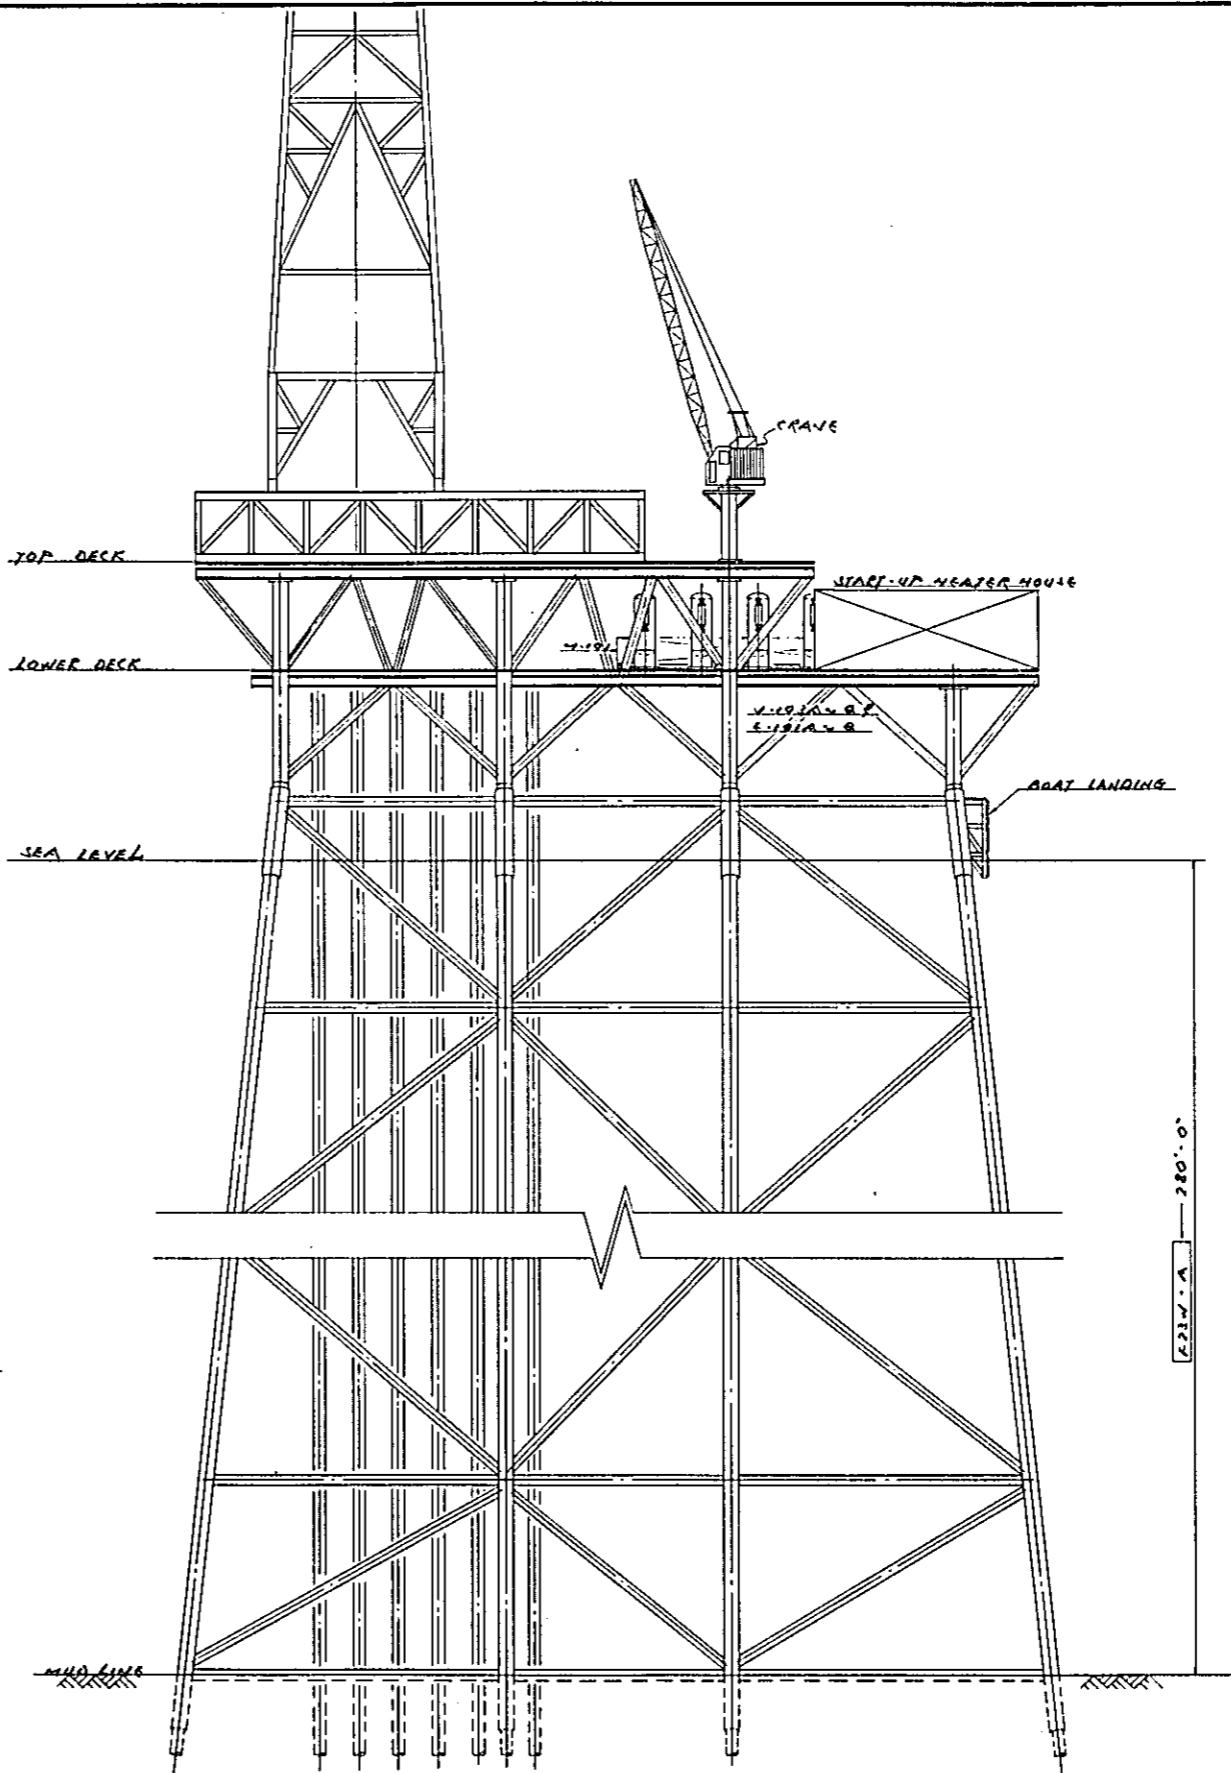 CRANE
TOP DECK
START-UP HEATER HOUSE
LOWER DECK
BOAT LANDING
SEA LEVEL
280'-0"
MUD LINE